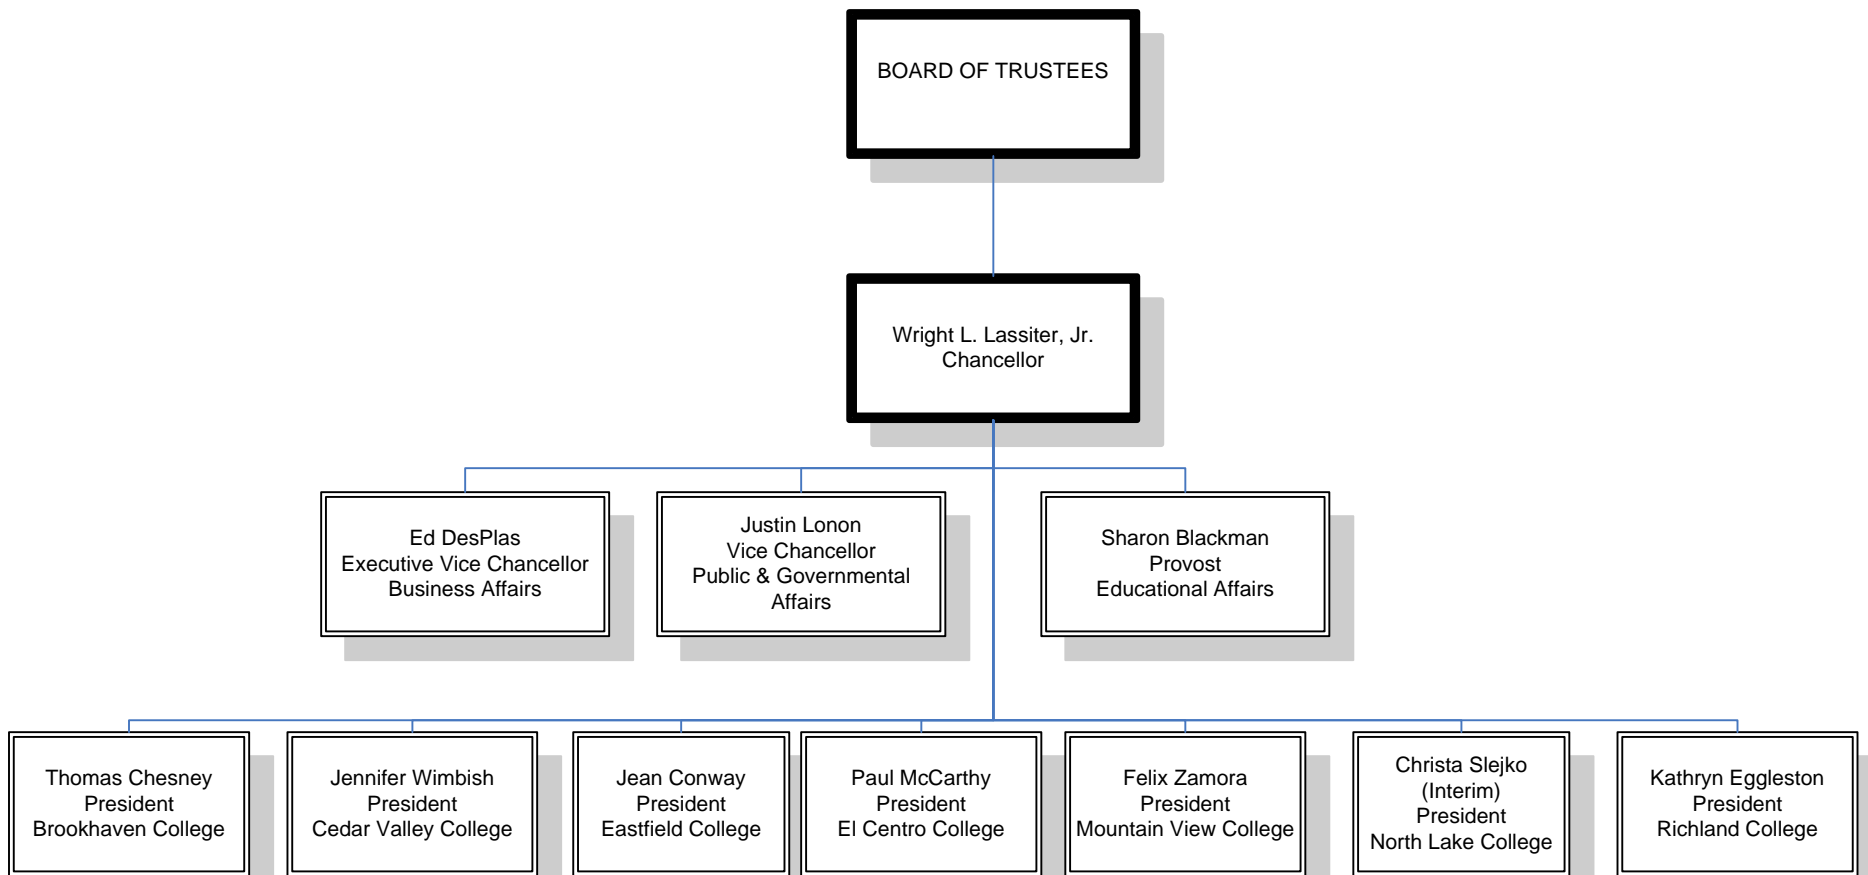 BOARD OF TRUSTEES
Wright L. Lassiter, Jr.
Chancellor
Ed DesPlas
Executive Vice Chancellor
Business Affairs
Justin Lonon
Vice Chancellor
Public & Governmental
Affairs
Sharon Blackman
Provost
Educational Affairs
Thomas Chesney
President
Brookhaven College
Jennifer Wimbish
President
Cedar Valley College
Jean Conway
President
Eastfield College
Paul McCarthy
President
El Centro College
Felix Zamora
President
Mountain View College
Christa Slejko
(Interim)
President
North Lake College
Kathryn Eggleston
President
Richland College